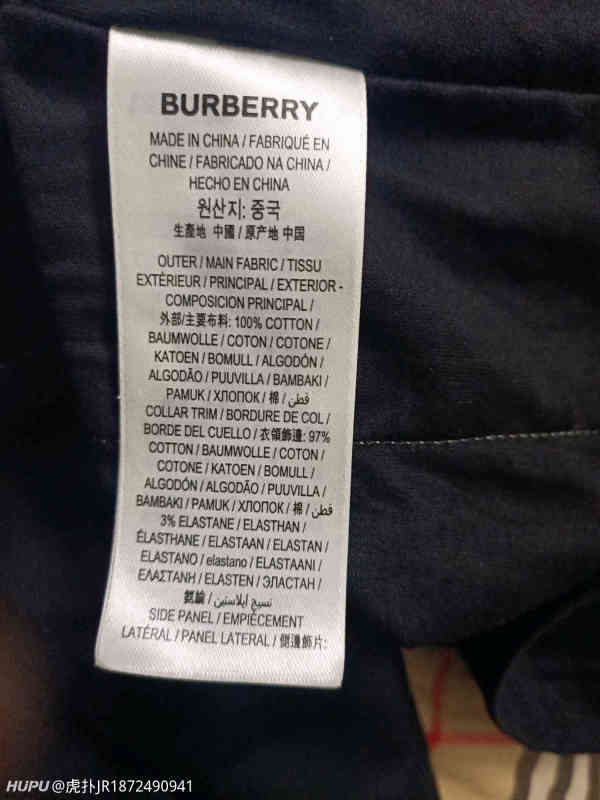 BURBERRY
MADE IN CHINA / FABRIQUÉ EN
CHINE / FABRICADO NA CHINA /
HECHO EN CHINA
원산지: 중국
生產地 中國 / 原产地 中国
OUTER / MAIN FABRIC / TISSU
EXTÉRIEUR / PRINCIPAL / EXTERIOR -
COMPOSICION PRINCIPAL /
外部/主要布料: 100% COTTON /
BAUMWOLLE / COTON / COTONE /
KATOEN / BOMULL / ALGODÓN /
ALGODÃO / PUUVILLA / BAMBAKI /
PAMUK / ХЛОПОК / 棉 / قطن /
COLLAR TRIM / BORDURE DE COL /
BORDE DEL CUELLO / 衣領飾邊: 97%
COTTON / BAUMWOLLE / COTON /
COTONE / KATOEN / BOMULL /
ALGODÓN / ALGODÃO / PUUVILLA /
BAMBAKI / PAMUK / ХЛОПОК / 棉 / قطن /
3% ELASTANE / ELASTHAN /
ÉLASTHANE / ELASTAAN / ELASTAN /
ELASTANO / elastano / ELASTAANI /
ΕΛΑΣΤΑΝΗ / ELASTEN / ЭЛАСТАН /
氨綸 / نسيج إيلاستين /
SIDE PANEL / EMPIÈCEMENT
LATÉRAL / PANEL LATERAL / 側邊飾片:
HUPU @虎扑JR1872490941